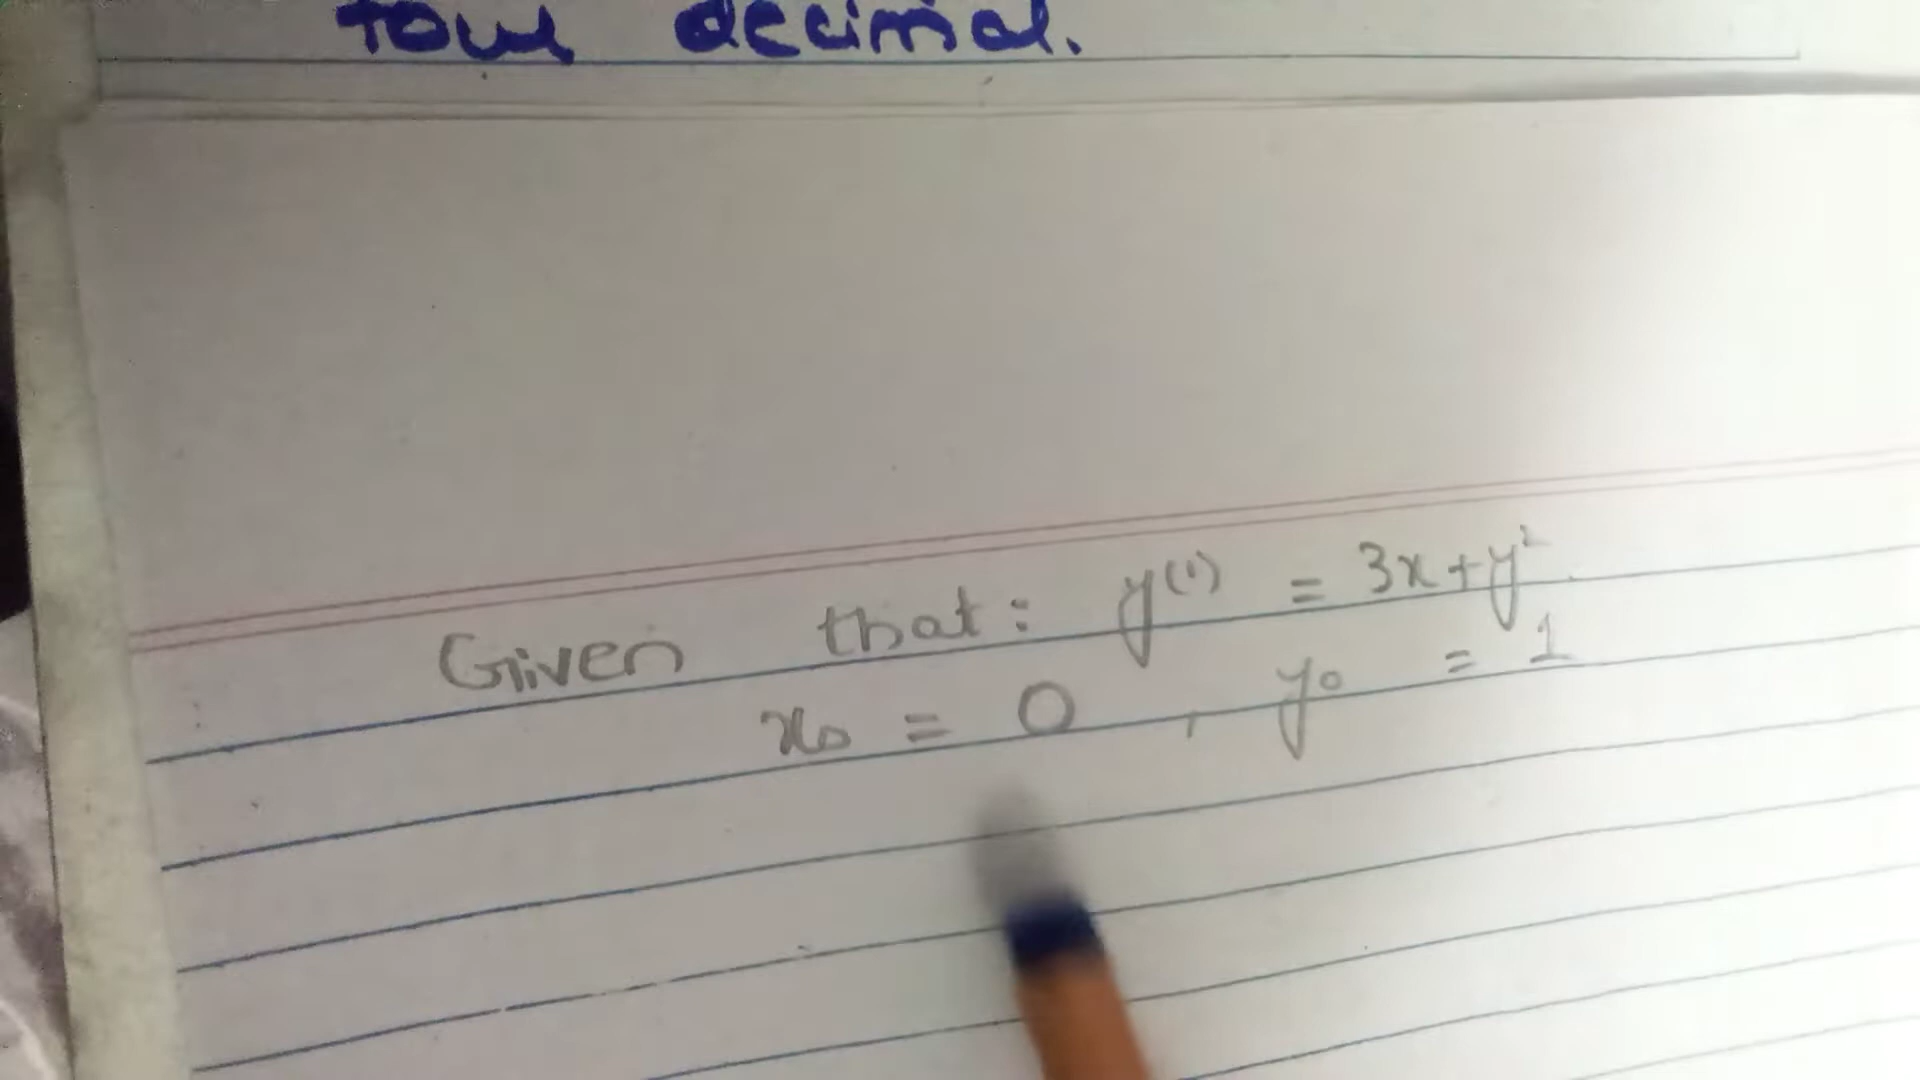 four decimal.
Given that: y⁽¹⁾ = 3x+y²
x₀ = 0 , y₀ = 1